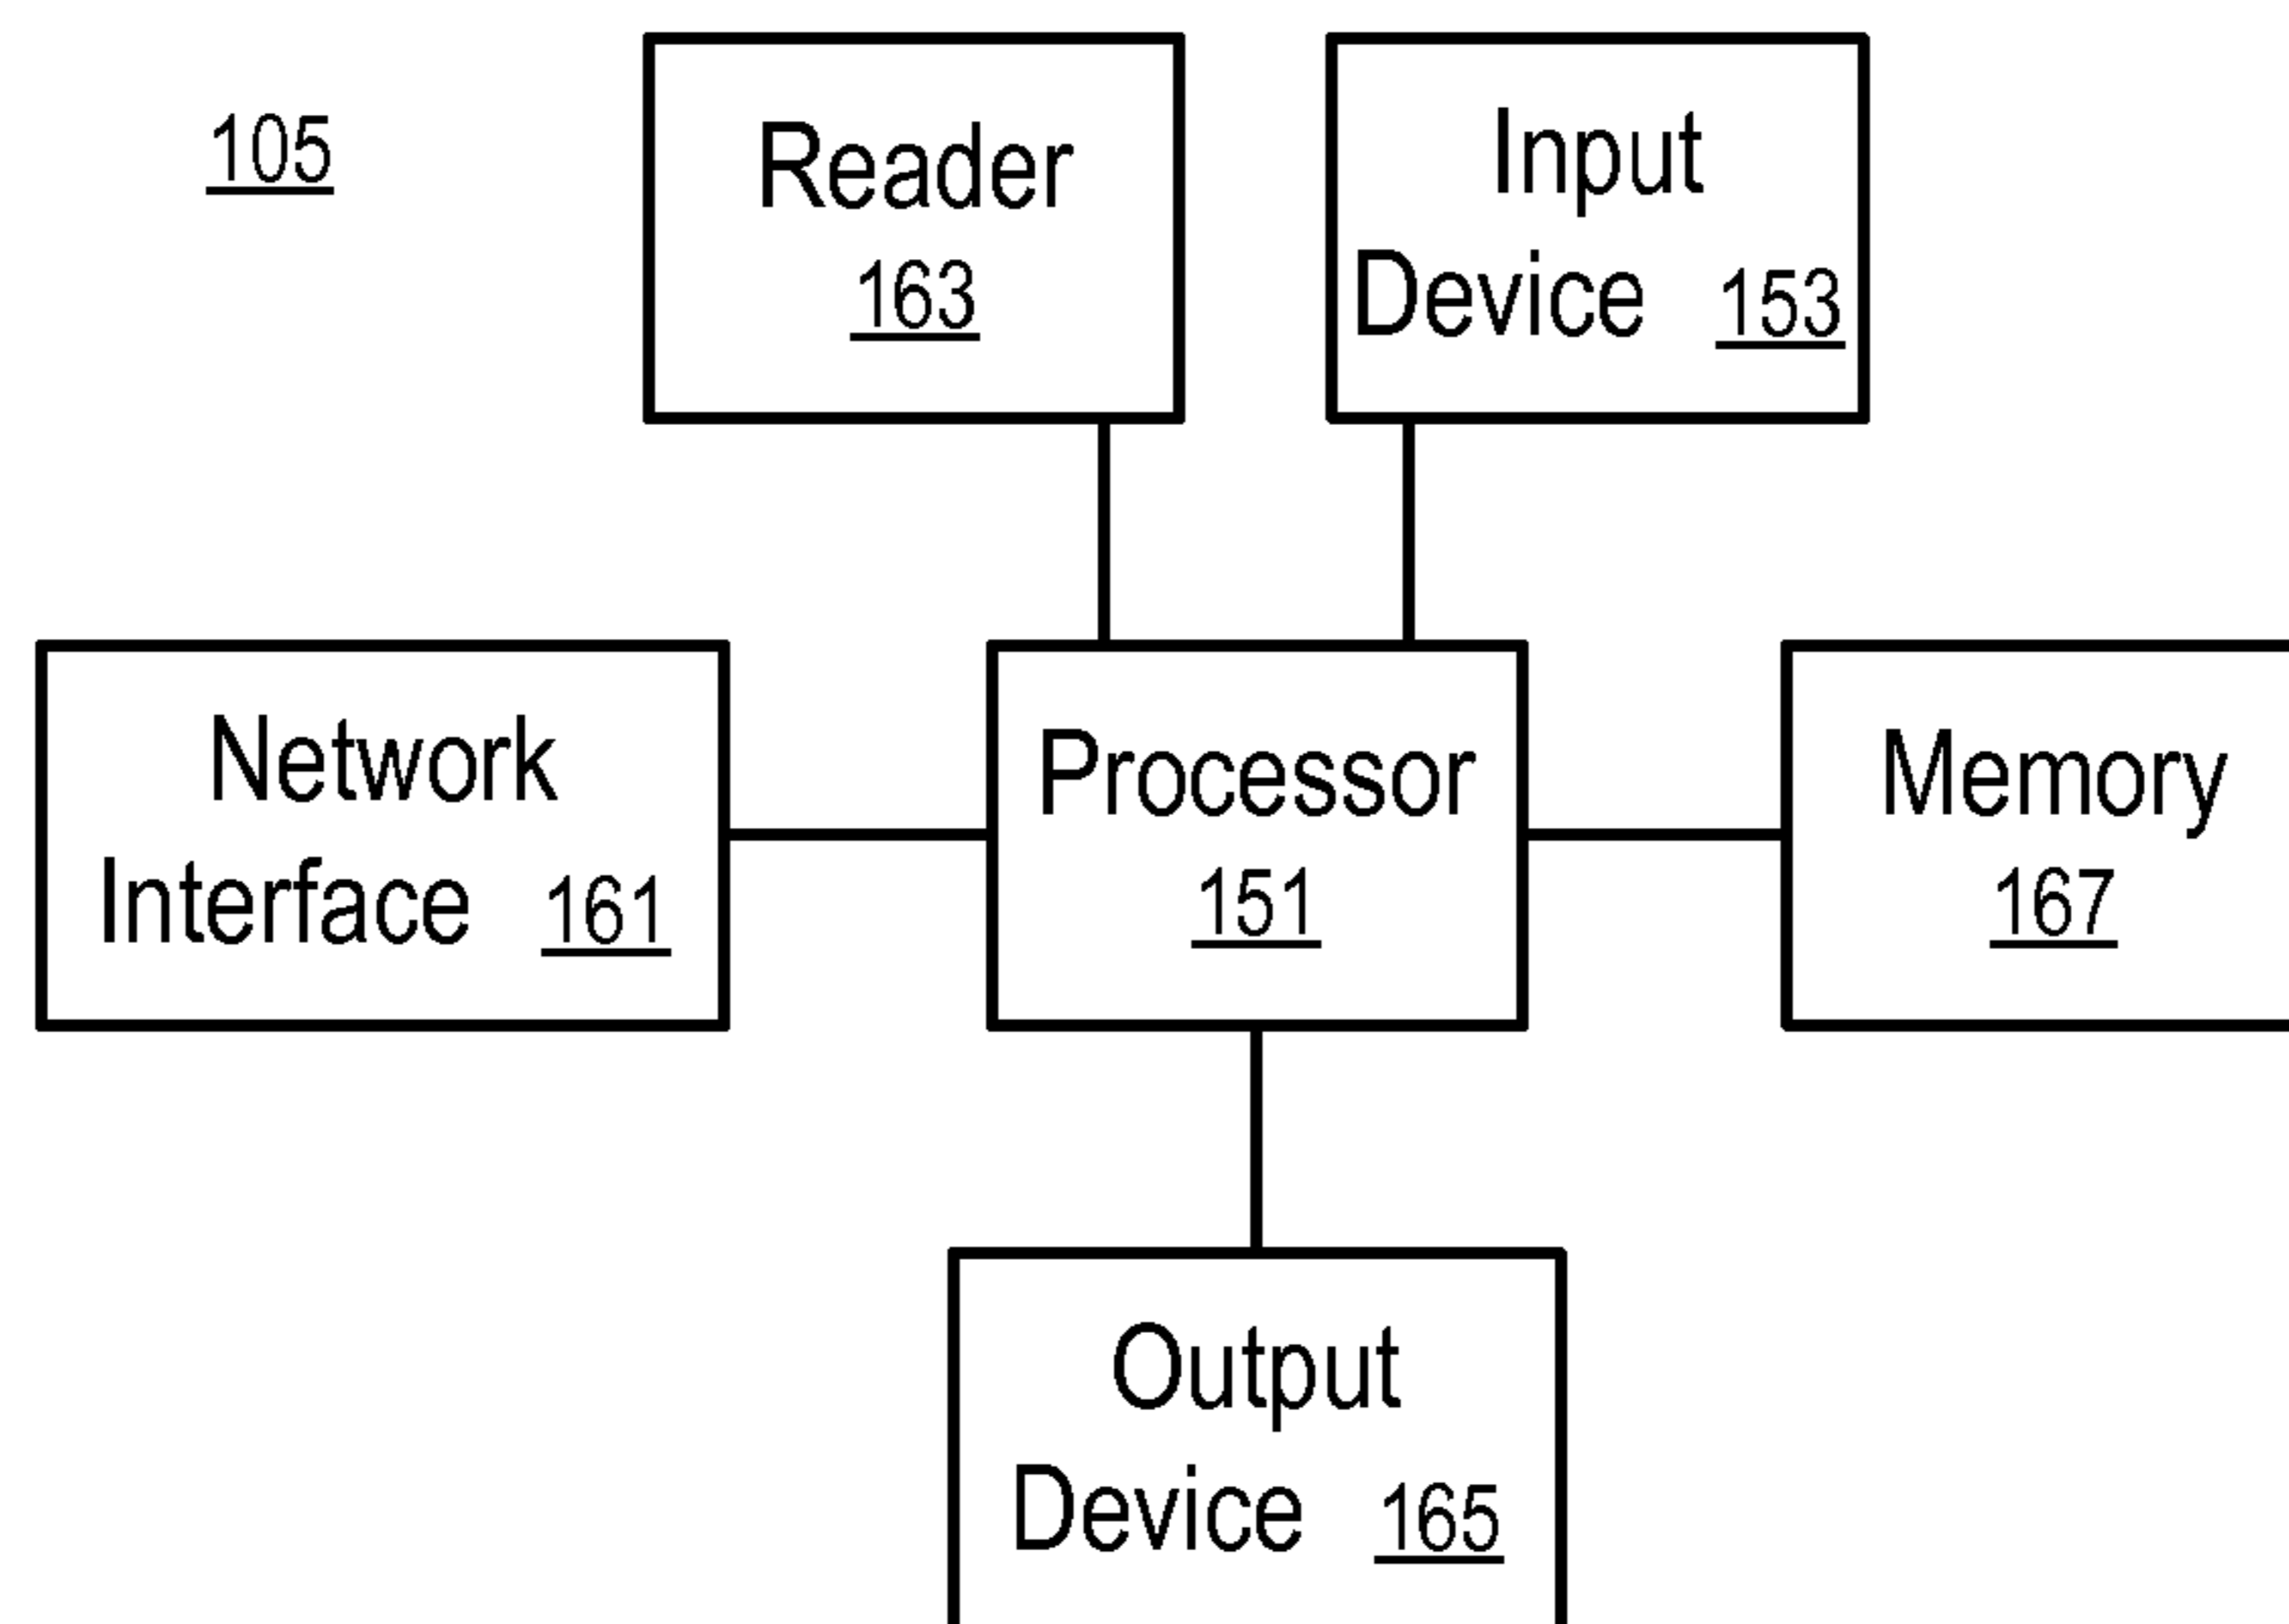 105
Reader
163
Input
Device 153
Network
Interface 161
Processor
151
Memory
167
Output
Device 165